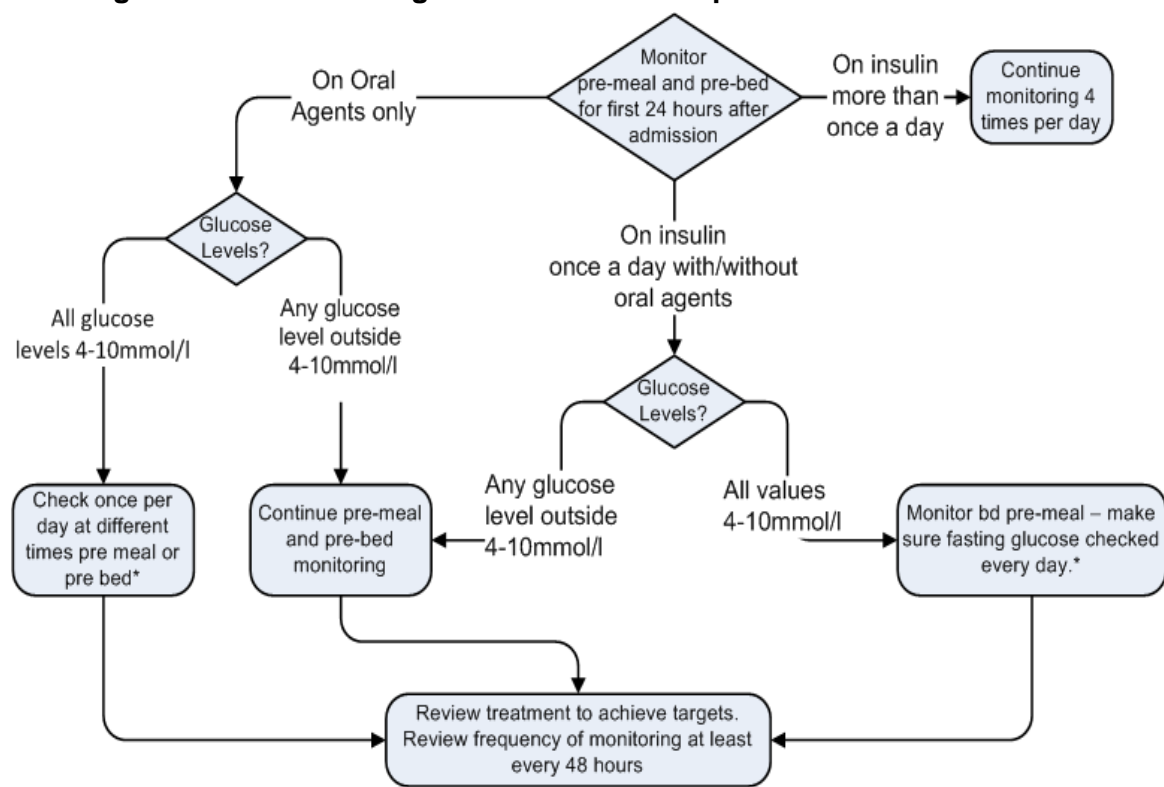 Monitor
pre-meal and pre-bed
for first 24 hours after
admission
On Oral
Agents only
On insulin
more than
once a day
Continue
monitoring 4
times per day
Glucose
Levels?
On insulin
once a day with/without
oral agents
All glucose
levels 4-10mmol/l
Any glucose
level outside
4-10mmol/l
Glucose
Levels?
Any glucose
level outside
4-10mmol/l
All values
4-10mmol/l
Check once per
day at different
times pre meal or
pre bed*
Continue pre-meal
and pre-bed
monitoring
Monitor bd pre-meal – make
sure fasting glucose checked
every day.*
Review treatment to achieve targets.
Review frequency of monitoring at least
every 48 hours